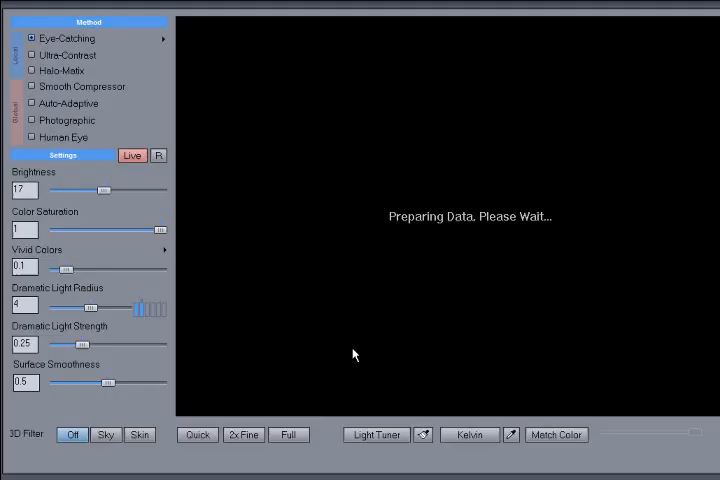 Method
Local
Eye-Catching
Ultra-Contrast
Halo-Matix
Global
Smooth Compressor
Auto-Adaptive
Photographic
Human Eye
Settings
Live R
Brightness
17
Color Saturation
1
Vivid Colors
0.1
Dramatic Light Radius
4
Dramatic Light Strength
0.25
Surface Smoothness
0.5
Preparing Data, Please Wait...
3D Filter Off Sky Skin Quick 2x Fine Full Light Tuner Kelvin Match Color